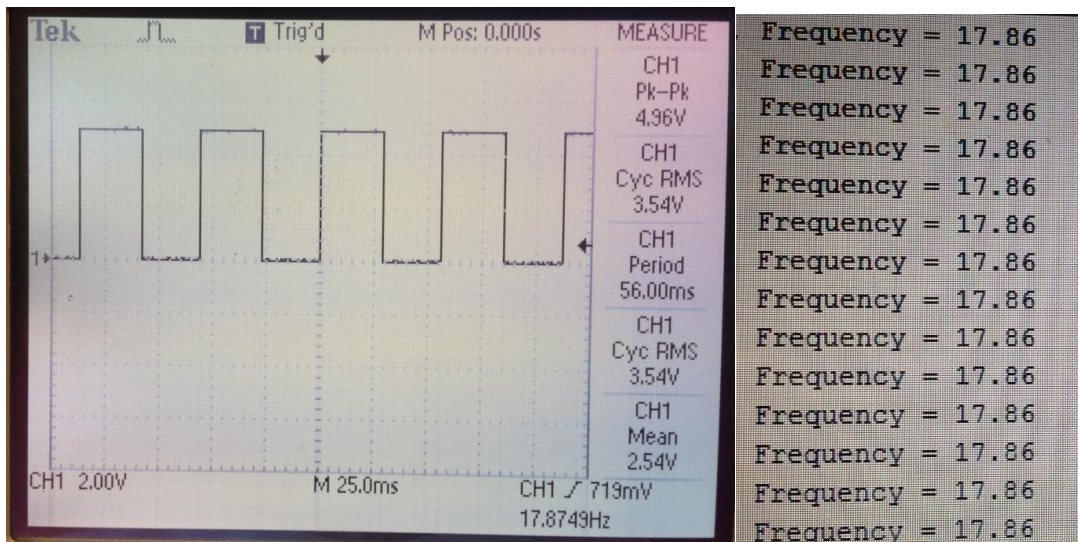 Tek
T Trig'd
M Pos: 0.000s
MEASURE
CH1
Pk-Pk
4.96V
CH1
Cyc RMS
3.54V
CH1
Period
56.00ms
CH1
Cyc RMS
3.54V
CH1
Mean
2.54V
1
CH1 2.00V
M 25.0ms
CH1 / 719mV
17.8749Hz
Frequency = 17.86
Frequency = 17.86
Frequency = 17.86
Frequency = 17.86
Frequency = 17.86
Frequency = 17.86
Frequency = 17.86
Frequency = 17.86
Frequency = 17.86
Frequency = 17.86
Frequency = 17.86
Frequency = 17.86
Frequency = 17.86
Frequency = 17.86